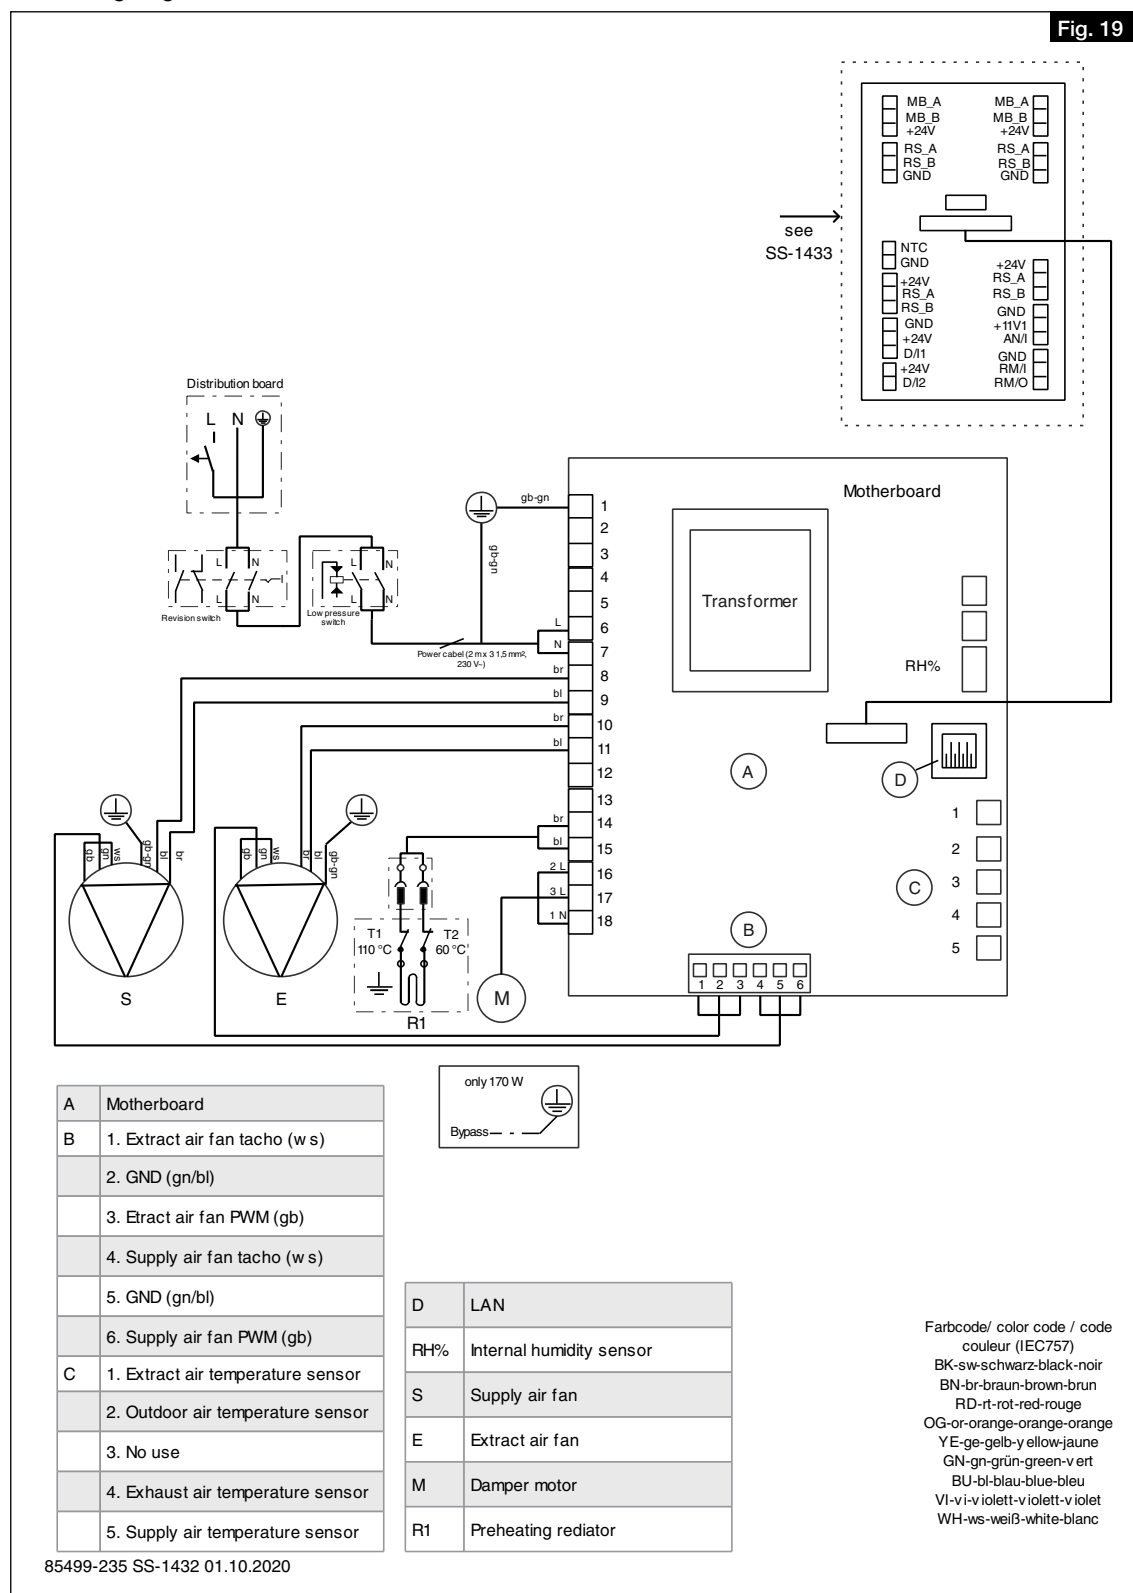 Fig. 19
MB_A MB_A
MB_B MB_B
+24V +24V
RS_A RS_A
RS_B RS_B
GND GND
see
SS-1433
NTC
GND
+24V
RS_A
RS_B
GND
+24V
D/I1
+24V
D/I2
+24V
RS_A
RS_B
GND
+11V1
AN/I
GND
RM/I
RM/O
Distribution board
L N
L N
L N
Revision switch
L N
L N
Low pressure
switch
gb-gn
gb-gn
L
N
Power cabel (2 m x 3 1,5 mm²,
230 V~)
br
bl
br
bl
br
bl
2 L
3 L
1 N
Motherboard
Transformer
RH%
1
2
3
4
5
6
7
8
9
10
11
12
13
14
15
16
17
18
A
D
C
1
2
3
4
5
B
1 2 3 4 5 6
gb gn ws gb-gn bl br
S
gb gn ws br bl gb-gn
E
T1 T2
110 °C 60 °C
R1
M
only 170 W
Bypass
A Motherboard
B 1. Extract air fan tacho (w s)
2. GND (gn/bl)
3. Etract air fan PWM (gb)
4. Supply air fan tacho (w s)
5. GND (gn/bl)
6. Supply air fan PWM (gb)
C 1. Extract air temperature sensor
2. Outdoor air temperature sensor
3. No use
4. Exhaust air temperature sensor
5. Supply air temperature sensor
D LAN
RH% Internal humidity sensor
S Supply air fan
E Extract air fan
M Damper motor
R1 Preheating rediator
Farbcode/ color code / code
couleur (IEC757)
BK-sw-schwarz-black-noir
BN-br-braun-brown-brun
RD-rt-rot-red-rouge
OG-or-orange-orange-orange
YE-ge-gelb-y ellow-jaune
GN-gn-grün-green-v ert
BU-bl-blau-blue-bleu
VI-v i-v iolett-v iolett-v iolet
WH-ws-weiß-white-blanc
85499-235 SS-1432 01.10.2020